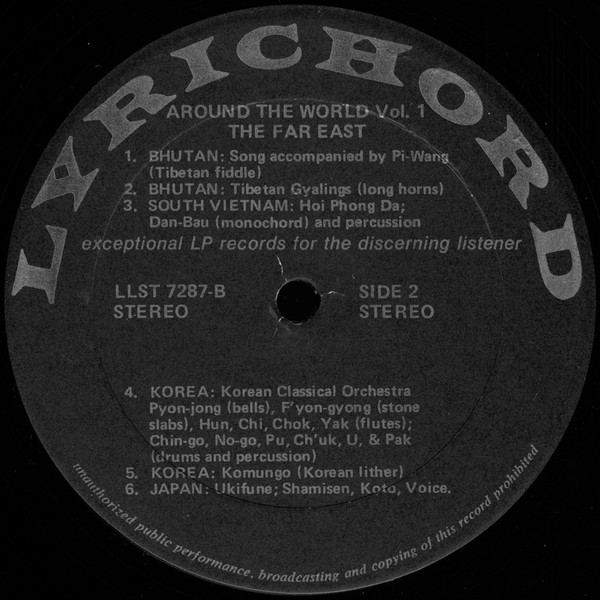 LYRICHORD
AROUND THE WORLD Vol. 1
THE FAR EAST
1. BHUTAN: Song accompanied by Pi-Wang
(Tibetan fiddle)
2. BHUTAN: Tibetan Gyalings (long horns)
3. SOUTH VIETNAM: Hoi Phong Da;
Dan-Bau (monochord) and percussion
exceptional LP records for the discerning listener
LLST 7287-B
STEREO
SIDE 2
STEREO
4. KOREA: Korean Classical Orchestra
Pyon-jong (bells), F'yon-gyong (stone
slabs), Hun, Chi, Chok, Yak (flutes);
Chin-go, No-go, Pu, Ch'uk, U, & Pak
(drums and percussion)
5. KOREA: Komungo (Korean lither)
6. JAPAN: Ukifune; Shamisen, Koto, Voice.
unauthorized public performance, broadcasting and copying of this record prohibited